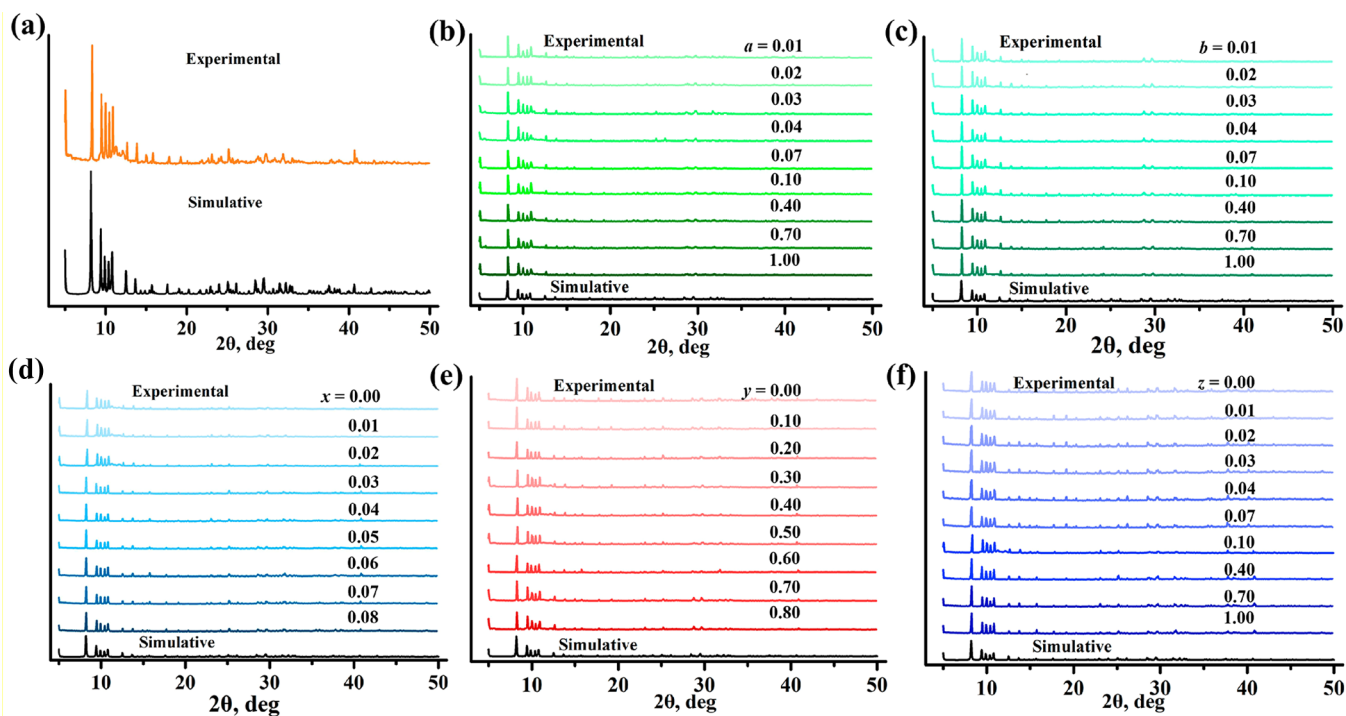 (a)
Experimental
Simulative
10 20 30 40 50
2θ, deg
(b)
Experimental a = 0.01
0.02
0.03
0.04
0.07
0.10
0.40
0.70
1.00
Simulative
10 20 30 40 50
2θ, deg
(c)
Experimental b = 0.01
0.02
0.03
0.04
0.07
0.10
0.40
0.70
1.00
Simulative
10 20 30 40 50
2θ, deg
(d)
Experimental x = 0.00
0.01
0.02
0.03
0.04
0.05
0.06
0.07
0.08
Simulative
10 20 30 40 50
2θ, deg
(e)
Experimental y = 0.00
0.10
0.20
0.30
0.40
0.50
0.60
0.70
0.80
Simulative
10 20 30 40 50
2θ, deg
(f)
Experimental z = 0.00
0.01
0.02
0.03
0.04
0.07
0.10
0.40
0.70
1.00
Simulative
10 20 30 40 50
2θ, deg